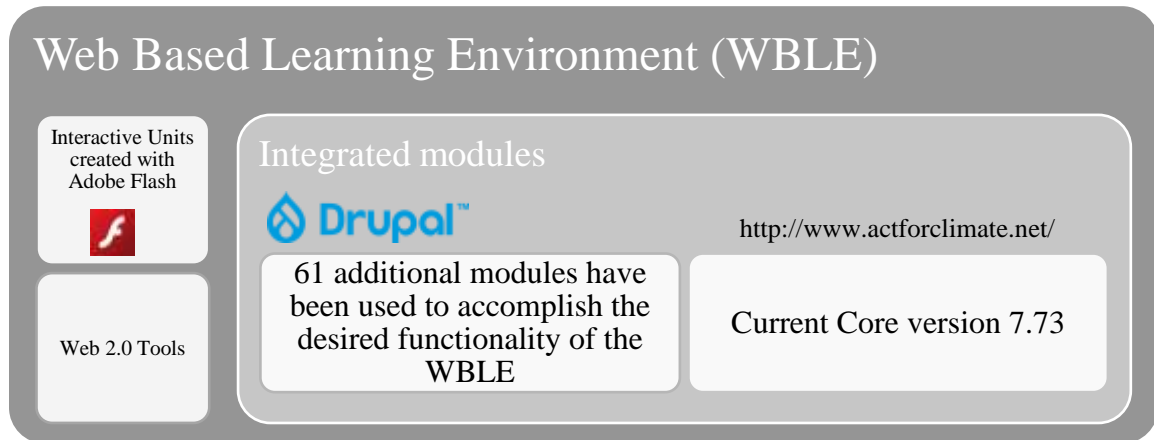 Web Based Learning Environment (WBLE)
Interactive Units
created with
Adobe Flash
Web 2.0 Tools
Integrated modules
Drupal™
http://www.actforclimate.net/
61 additional modules have
been used to accomplish the
desired functionality of the
WBLE
Current Core version 7.73